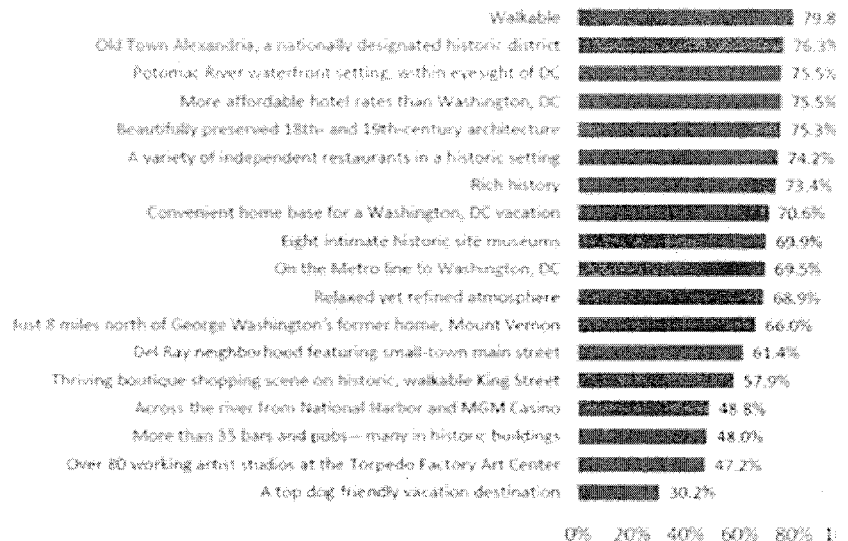 Walkable 79.8
Old Town Alexandria, a nationally designated historic district 76.3%
Potomac River waterfront setting, within eyesight of DC 75.5%
More affordable hotel rates than Washington, DC 75.5%
Beautifully preserved 18th- and 19th-century architecture 75.3%
A variety of independent restaurants in a historic setting 74.2%
Rich history 73.4%
Convenient home base for a Washington, DC vacation 70.6%
Eight intimate historic site museums 69.9%
On the Metro line to Washington, DC 69.5%
Relaxed yet refined atmosphere 68.9%
Just 8 miles north of George Washington's former home, Mount Vernon 66.0%
Del Ray neighborhood featuring small-town main street 61.4%
Thriving boutique shopping scene on historic, walkable King Street 57.9%
Across the river from National Harbor and MGM Casino 48.8%
More than 35 bars and pubs—many in historic buildings 48.0%
Over 80 working artist studios at the Torpedo Factory Art Center 47.2%
A top dog friendly vacation destination 30.2%
0% 20% 40% 60% 80% 1